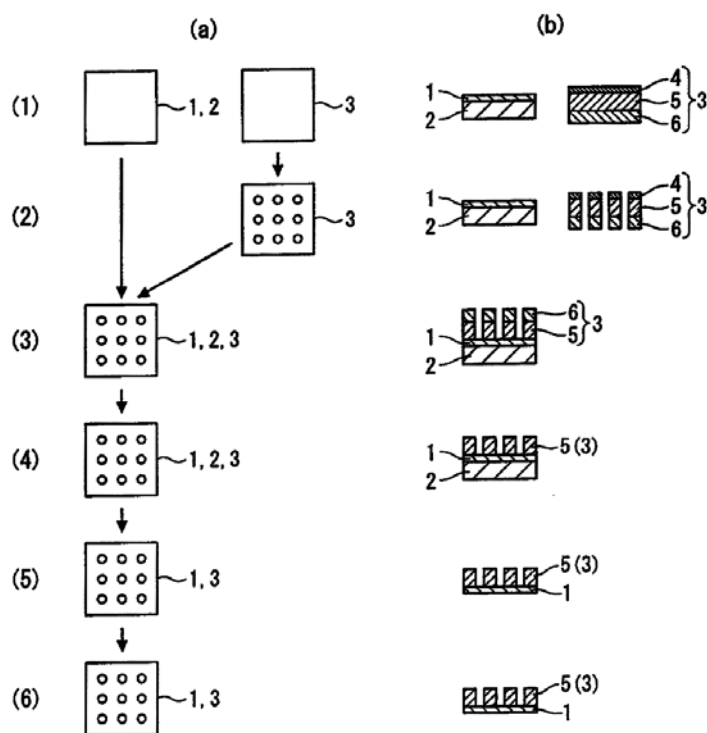 (a) (b)
(1) 1,2 3 1 2 4 5 6 3
(2) 3 1 2 4 5 6 3
(3) 1,2,3 1 2 6 5 3
(4) 1,2,3 1 2 5(3)
(5) 1,3 5(3) 1
(6) 1,3 5(3) 1